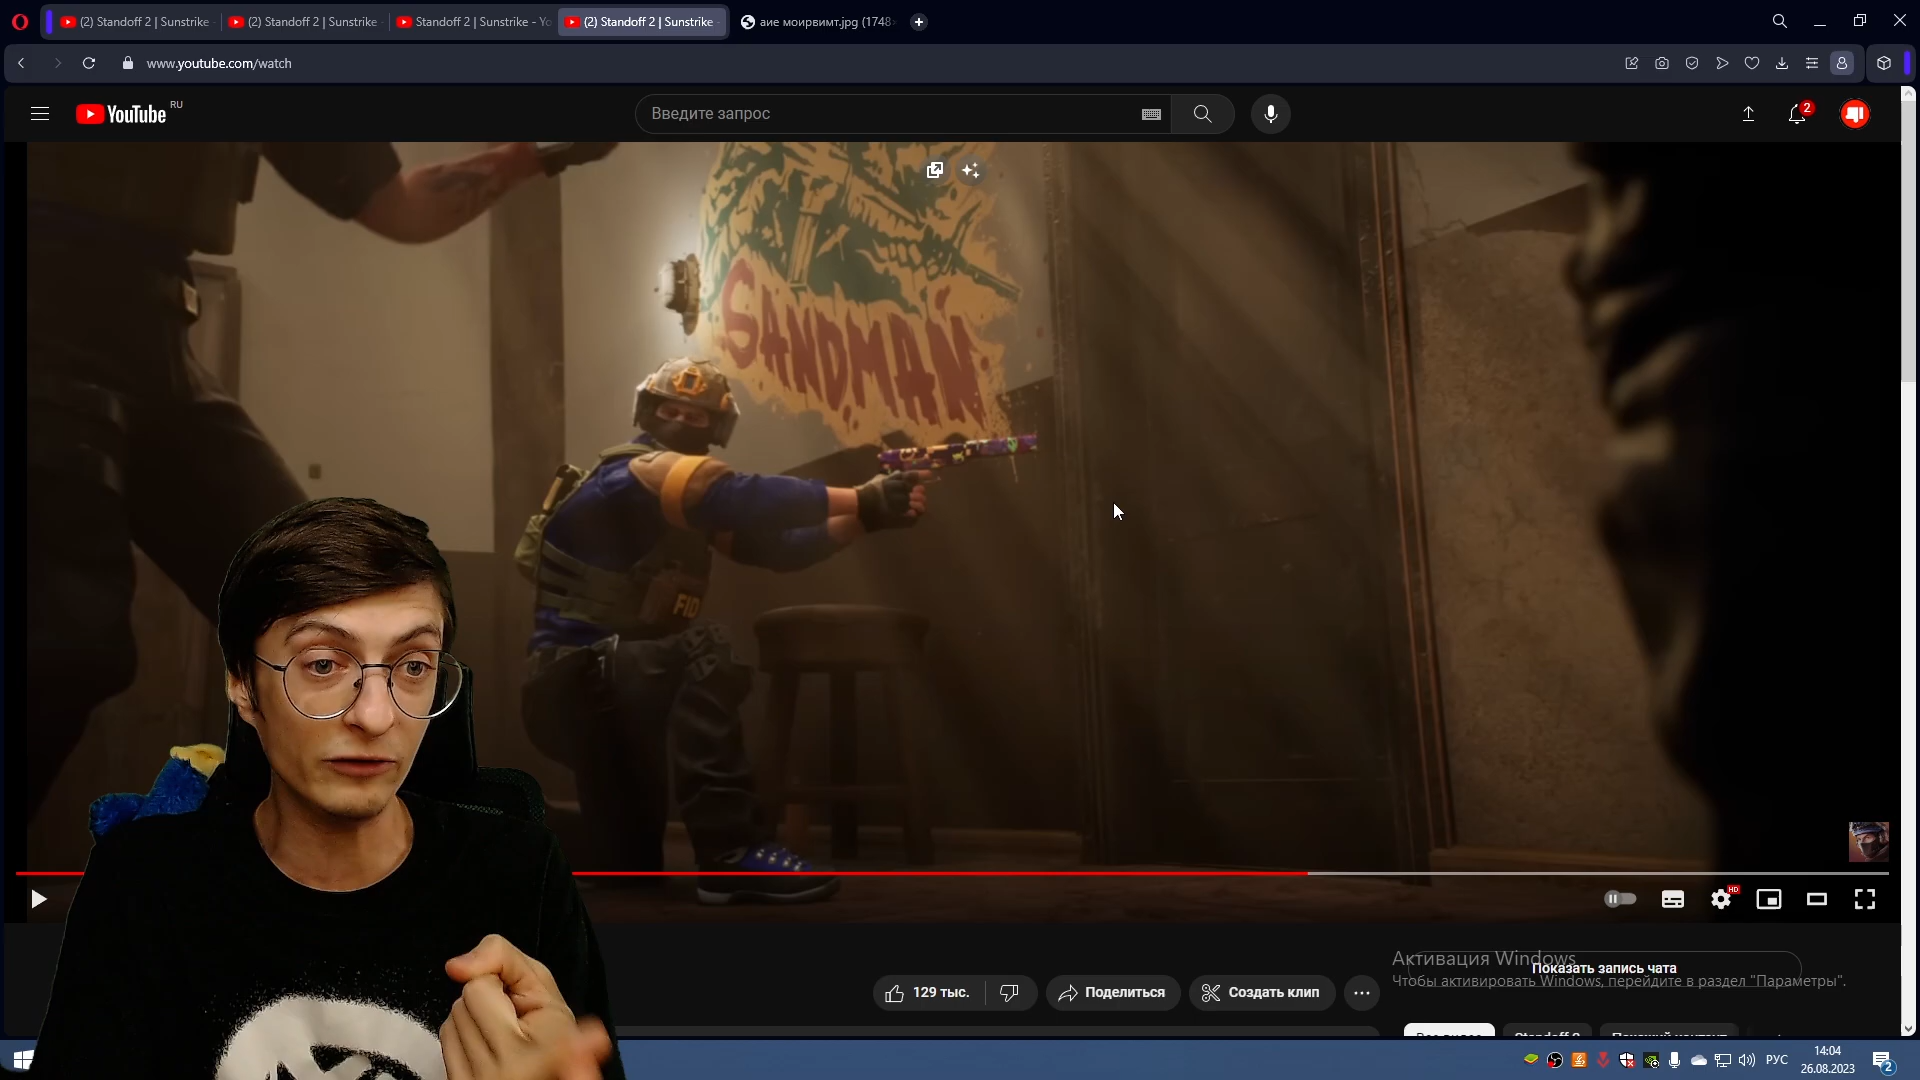 (2) Standoff 2 | Sunstrike
(2) Standoff 2 | Sunstrike
Standoff 2 | Sunstrike - Yo
(2) Standoff 2 | Sunstrike
аие моирвимт.jpg (1748
www.youtube.com/watch
YouTube RU
Введите запрос
2
SANDMAN
FID
HD
129 тыс.
Поделиться
Создать клип
Показать запись чата
Активация Windows
Чтобы активировать Windows, перейдите в раздел "Параметры".
РУС
14:04
26.08.2023
2